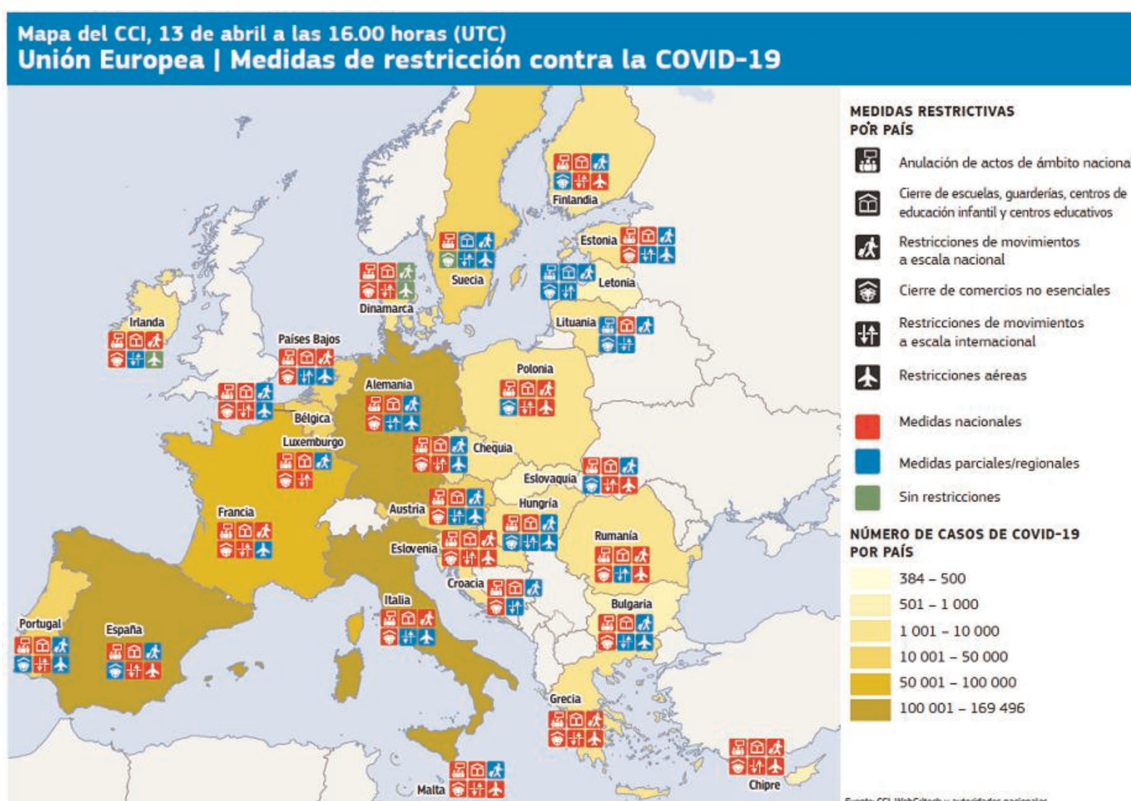 Mapa del CCI, 13 de abril a las 16.00 horas (UTC)
Unión Europea | Medidas de restricción contra la COVID-19
Finlandia
Estonia
Suecia
Letonia
Dinamarca
Lituania
Irlanda
Países Bajos
Polonia
Alemania
Bélgica
Luxemburgo
Chequia
Eslovaquia
Austria
Hungría
Francia
Rumanía
Eslovenia
Croacia
Italia
Bulgaria
Portugal
España
Grecia
Malta
Chipre
MEDIDAS RESTRICTIVAS
POR PAÍS
Anulación de actos de ámbito nacional
Cierre de escuelas, guarderías, centros de
educación infantil y centros educativos
Restricciones de movimientos
a escala nacional
Cierre de comercios no esenciales
Restricciones de movimientos
a escala internacional
Restricciones aéreas
Medidas nacionales
Medidas parciales/regionales
Sin restricciones
NÚMERO DE CASOS DE COVID-19
POR PAÍS
384 – 500
501 – 1 000
1 001 – 10 000
10 001 – 50 000
50 001 – 100 000
100 001 – 169 496